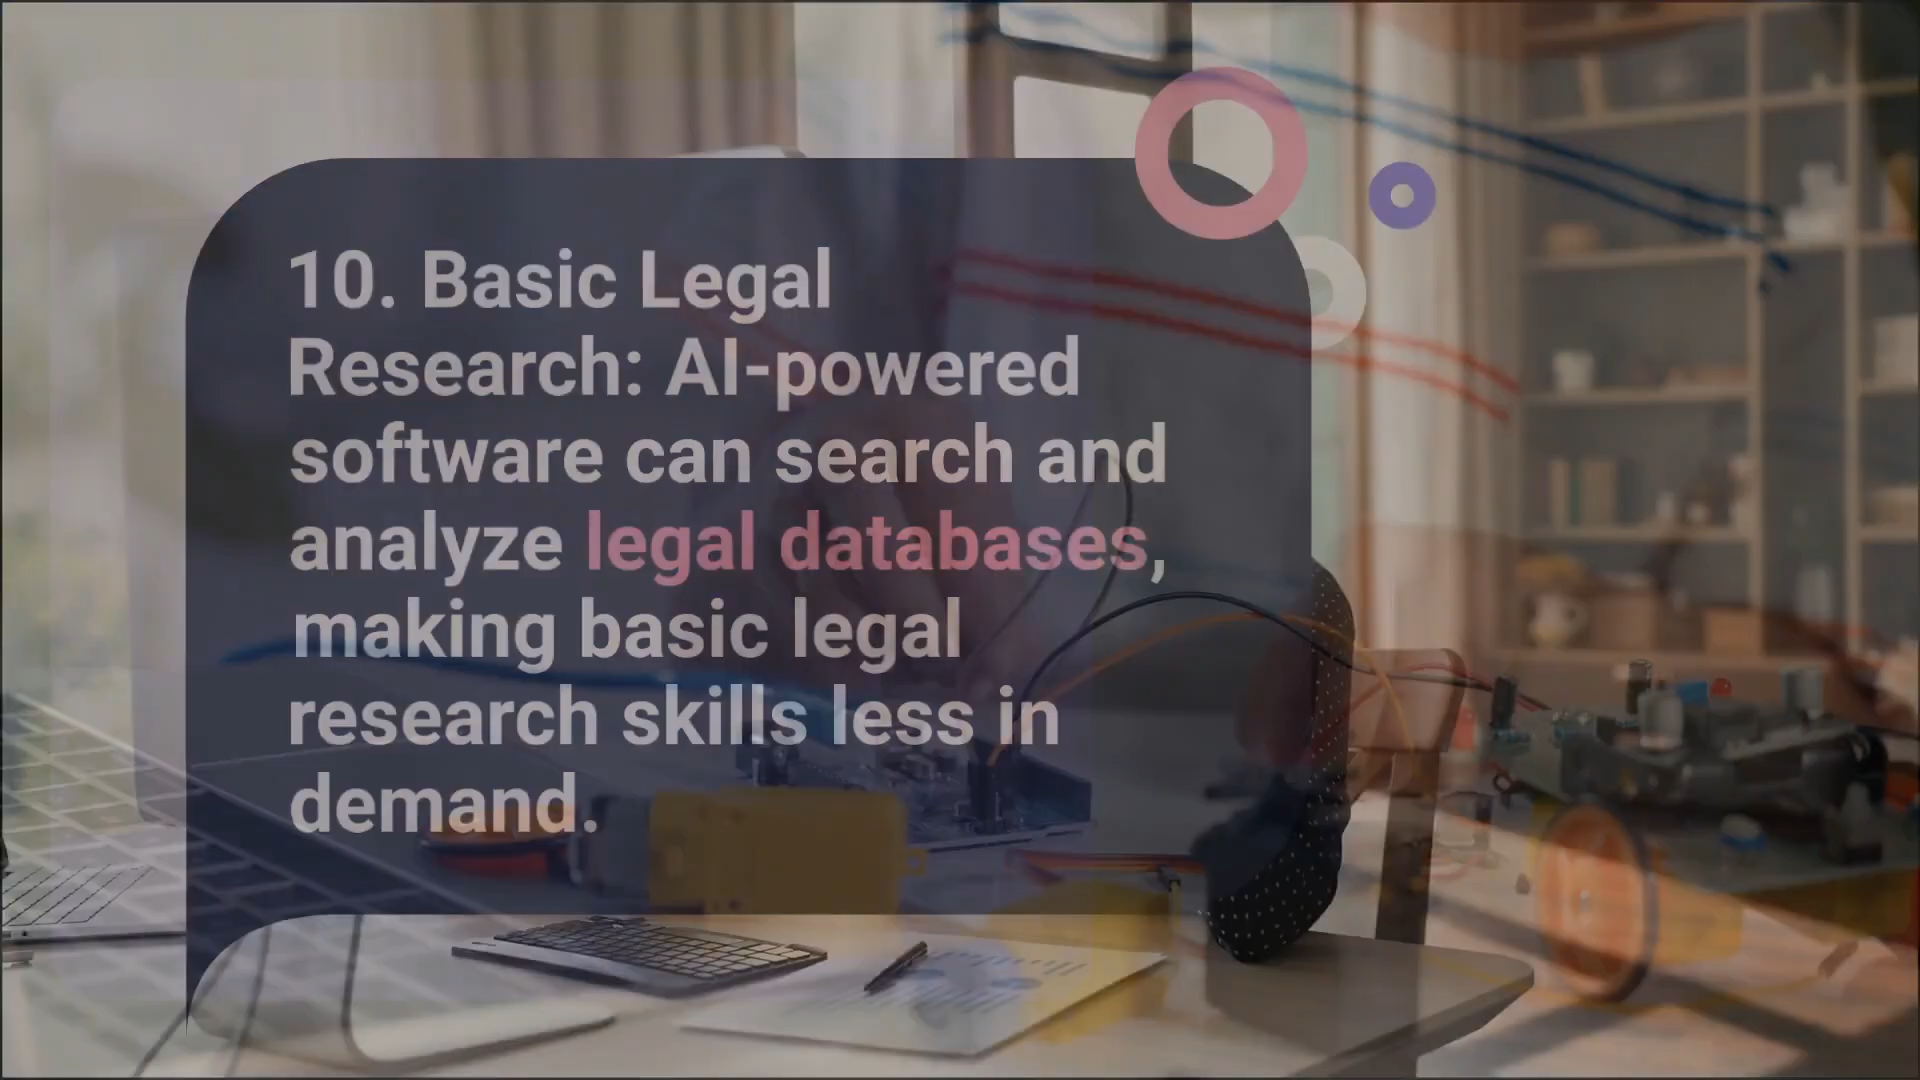 10. Basic Legal
Research: AI-powered
software can search and
analyze legal databases,
making basic legal
research skills less in
demand.